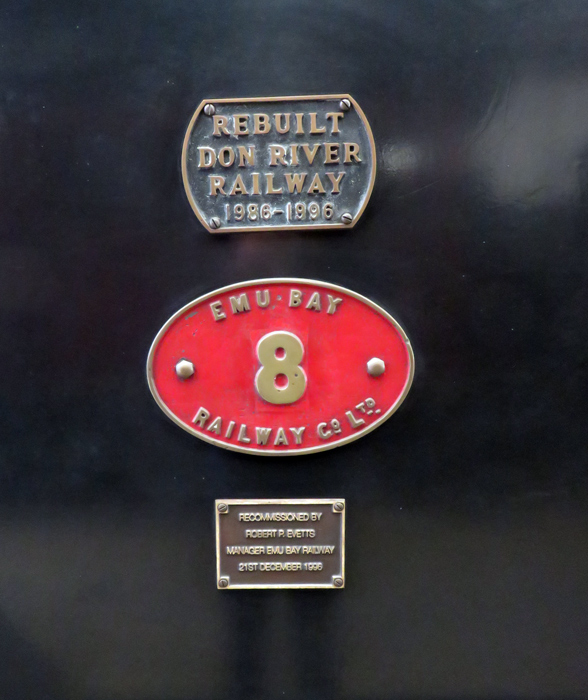 REBUILT
DON RIVER
RAILWAY
1986-1996
EMU·BAY
8
RAILWAY Co LTD
RECOMMISSIONED BY
ROBERT P. EVETTS
MANAGER EMU BAY RAILWAY
21ST DECEMBER 1996